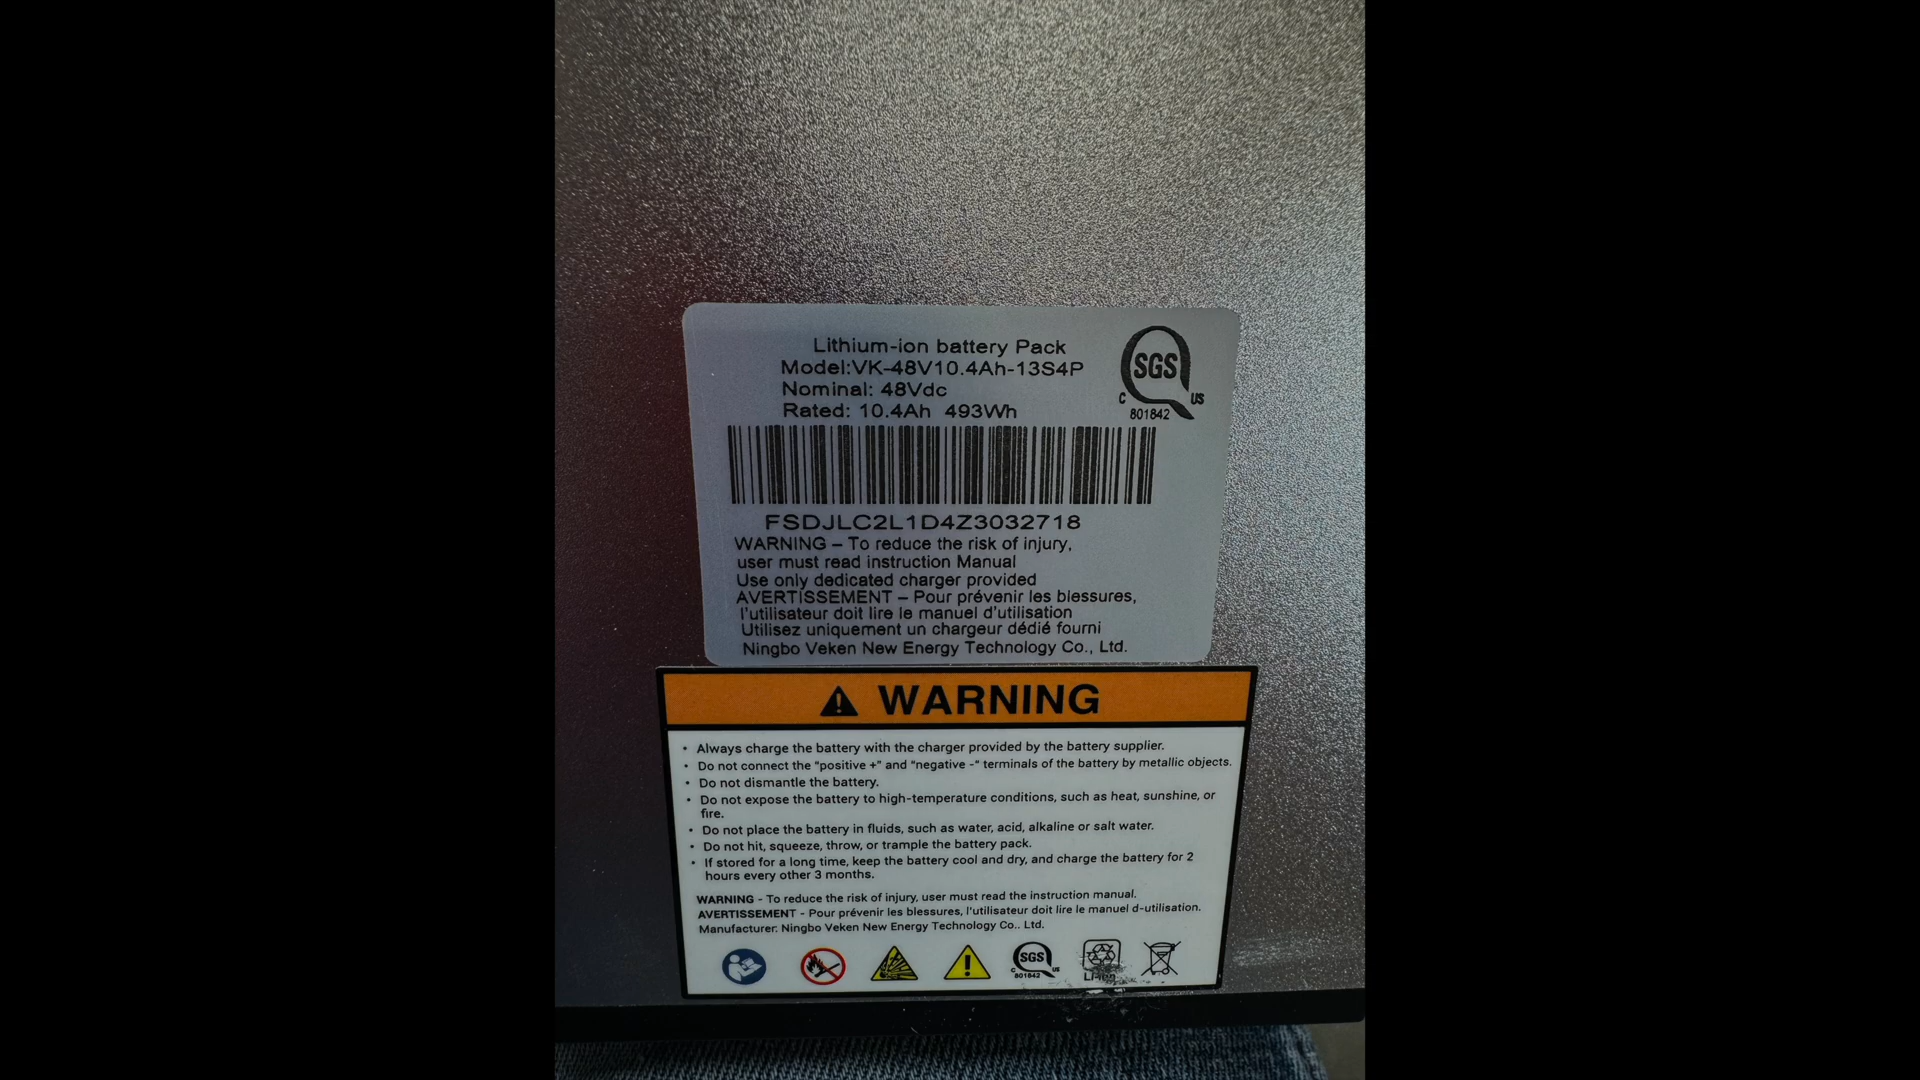 Lithium-ion battery Pack
Model:VK-48V10.4Ah-13S4P
Nominal: 48Vdc
Rated: 10.4Ah 493Wh
SGS
C US
801842
FSDJLC2L1D4Z3032718
WARNING – To reduce the risk of injury,
user must read instruction Manual
Use only dedicated charger provided
AVERTISSEMENT – Pour prévenir les blessures,
l'utilisateur doit lire le manuel d'utilisation
Utilisez uniquement un chargeur dédié fourni
Ningbo Veken New Energy Technology Co., Ltd.
WARNING
• Always charge the battery with the charger provided by the battery supplier.
• Do not connect the "positive +" and "negative -" terminals of the battery by metallic objects.
• Do not dismantle the battery.
• Do not expose the battery to high-temperature conditions, such as heat, sunshine, or
fire.
• Do not place the battery in fluids, such as water, acid, alkaline or salt water.
• Do not hit, squeeze, throw, or trample the battery pack.
• If stored for a long time, keep the battery cool and dry, and charge the battery for 2
hours every other 3 months.
WARNING - To reduce the risk of injury, user must read the instruction manual.
AVERTISSEMENT - Pour prévenir les blessures, l'utilisateur doit lire le manuel d-utilisation.
Manufacturer: Ningbo Veken New Energy Technology Co.. Ltd.
SGS
C US
801842